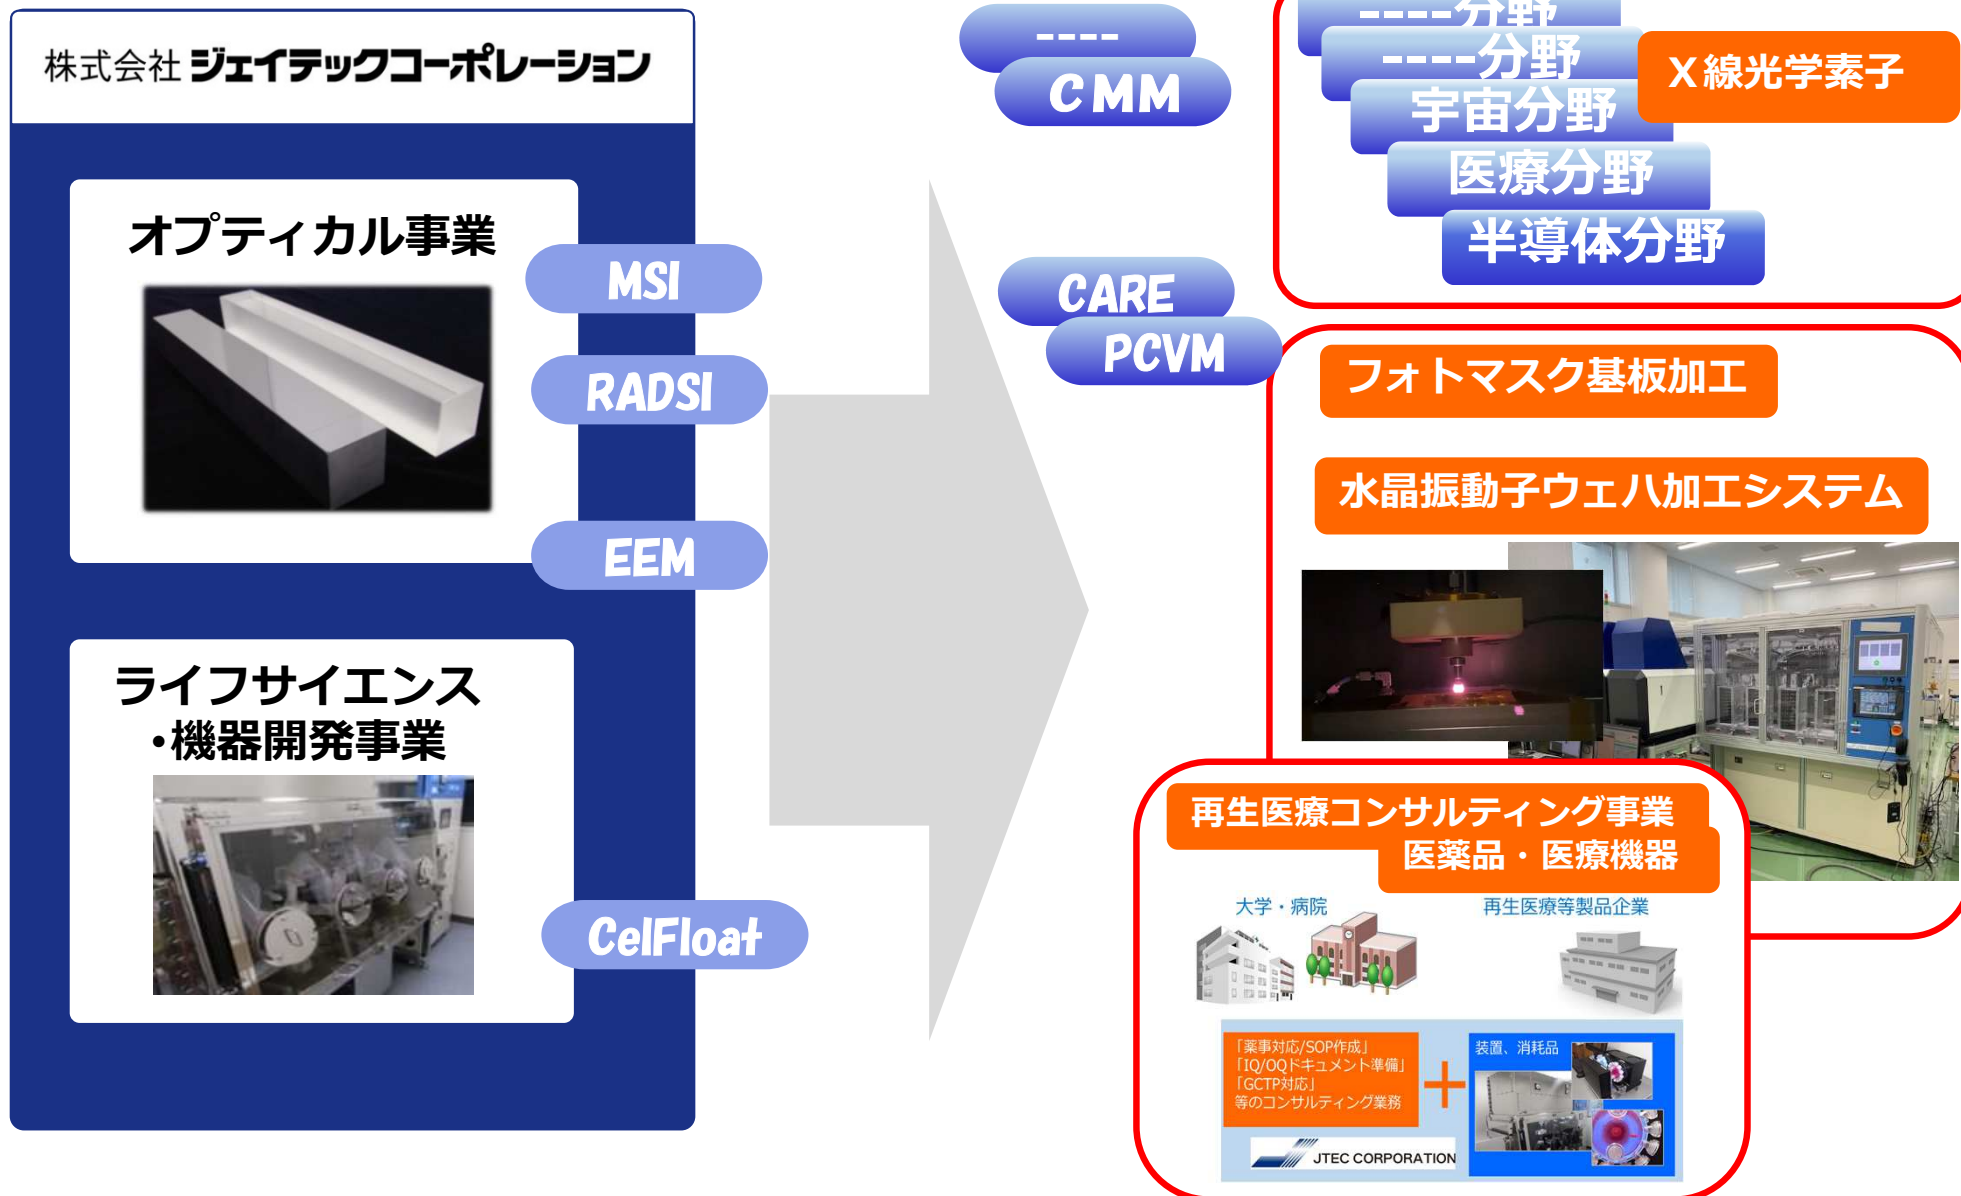 株式会社 ジェイテックコーポレーション
オプティカル事業
MSI
RADSI
EEM
ライフサイエンス
・機器開発事業
CelFloat
----
CMM
CARE
PCVM
----分野
----分野
宇宙分野
医療分野
半導体分野
X線光学素子
フォトマスク基板加工
水晶振動子ウェハ加工システム
再生医療コンサルティング事業
医薬品・医療機器
大学・病院
再生医療等製品企業
「薬事対応/SOP作成」
「IQ/OQドキュメント準備」
「GCTP対応」
等のコンサルティング業務
+
装置、消耗品
JTEC CORPORATION